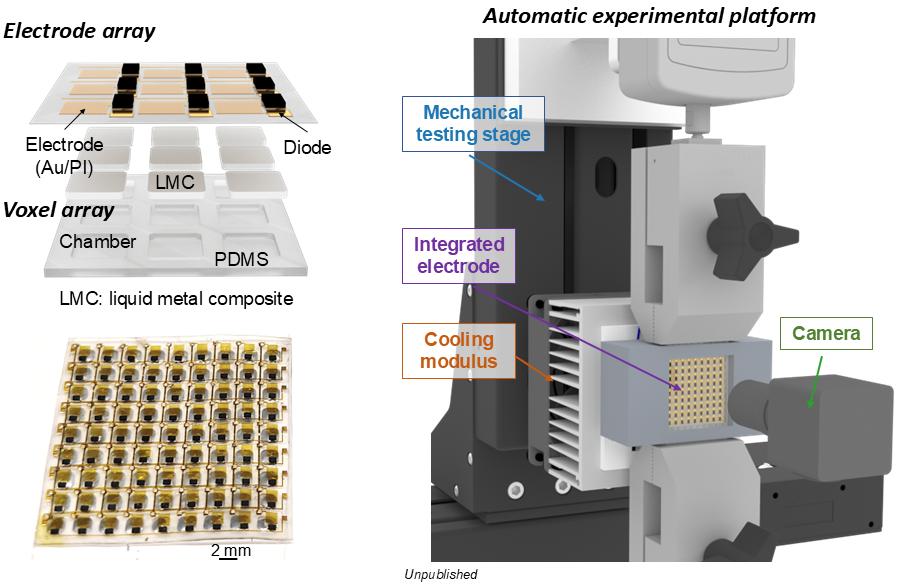 Electrode array
Electrode
(Au/PI)
Diode
LMC
Voxel array
Chamber
PDMS
LMC: liquid metal composite
2 mm
Automatic experimental platform
Mechanical
testing stage
Integrated
electrode
Cooling
modulus
Camera
Unpublished